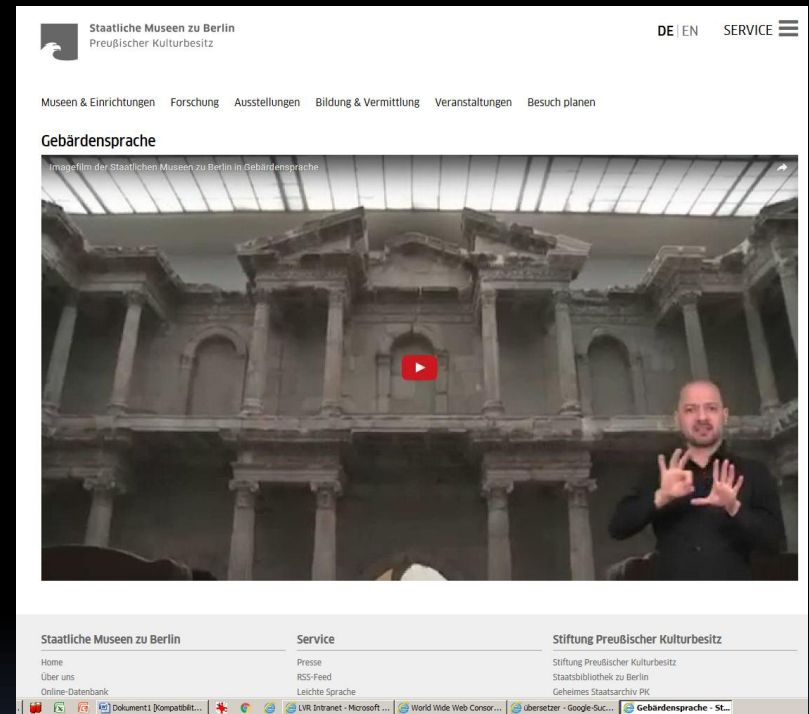 Staatliche Museen zu Berlin
Preußischer Kulturbesitz
DE | EN
SERVICE
Museen & Einrichtungen Forschung Ausstellungen Bildung & Vermittlung Veranstaltungen Besuch planen
Gebärdensprache
Imagefilm der Staatlichen Museen zu Berlin in Gebärdensprache
Staatliche Museen zu Berlin
Home
Über uns
Online-Datenbank
Service
Presse
RSS-Feed
Leichte Sprache
Stiftung Preußischer Kulturbesitz
Stiftung Preußischer Kulturbesitz
Staatsbibliothek zu Berlin
Geheimes Staatsarchiv PK
Dokument1 [Kompatibilit... LVR Intranet - Microsoft ... World Wide Web Consor... übersetzer - Google-Suc... Gebärdensprache - St...